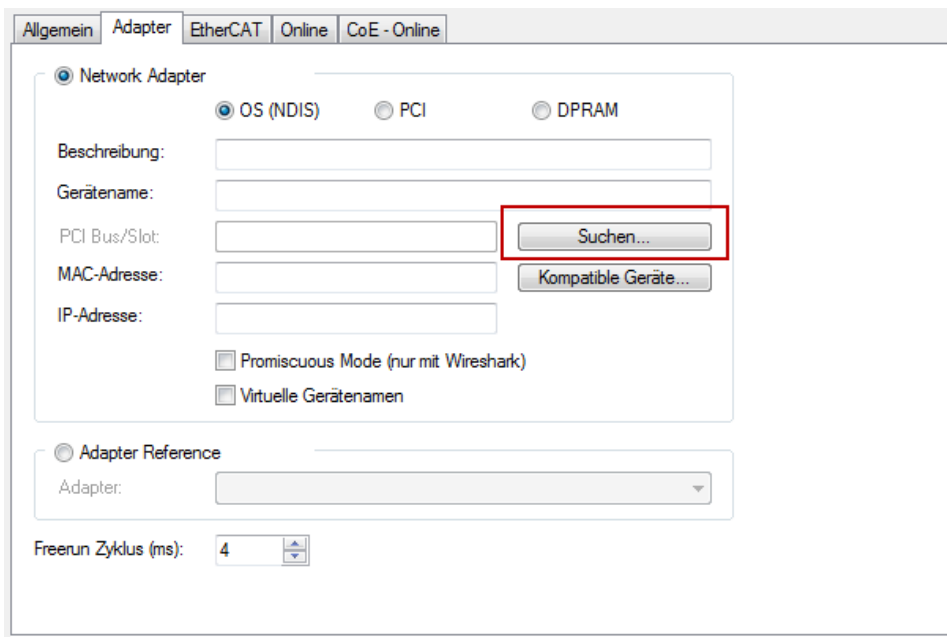 Allgemein Adapter EtherCAT Online CoE - Online
Network Adapter
OS (NDIS) PCI DPRAM
Beschreibung:
Gerätename:
PCI Bus/Slot: Suchen...
MAC-Adresse: Kompatible Geräte...
IP-Adresse:
Promiscuous Mode (nur mit Wireshark)
Virtuelle Gerätenamen
Adapter Reference
Adapter:
Freerun Zyklus (ms): 4